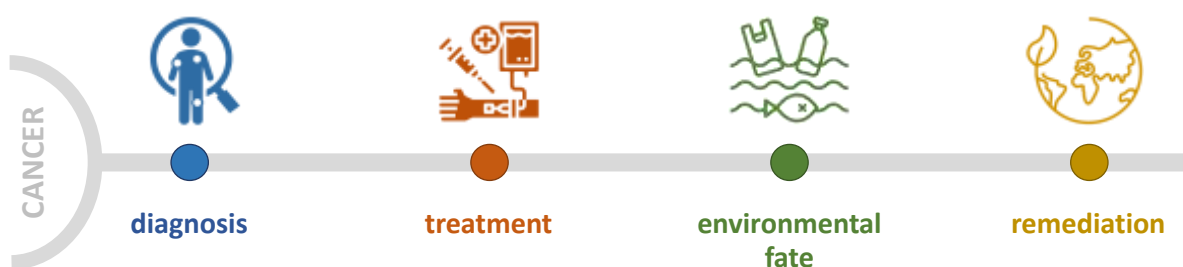 CANCER
diagnosis
treatment
environmental
fate
remediation